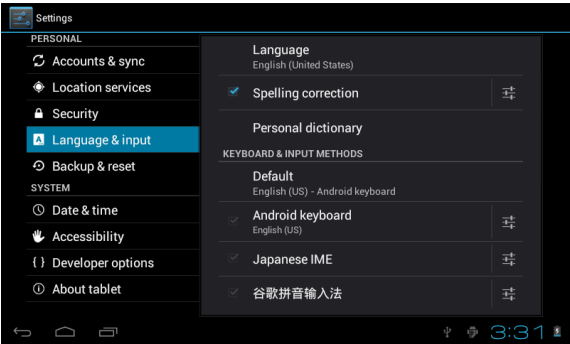 Settings
PERSONAL
Accounts & sync
Location services
Security
A Language & input
Backup & reset
SYSTEM
Date & time
Accessibility
{ } Developer options
About tablet
Language
English (United States)
Spelling correction
Personal dictionary
KEYBOARD & INPUT METHODS
Default
English (US) - Android keyboard
Android keyboard
English (US)
Japanese IME
谷歌拼音输入法
3:31